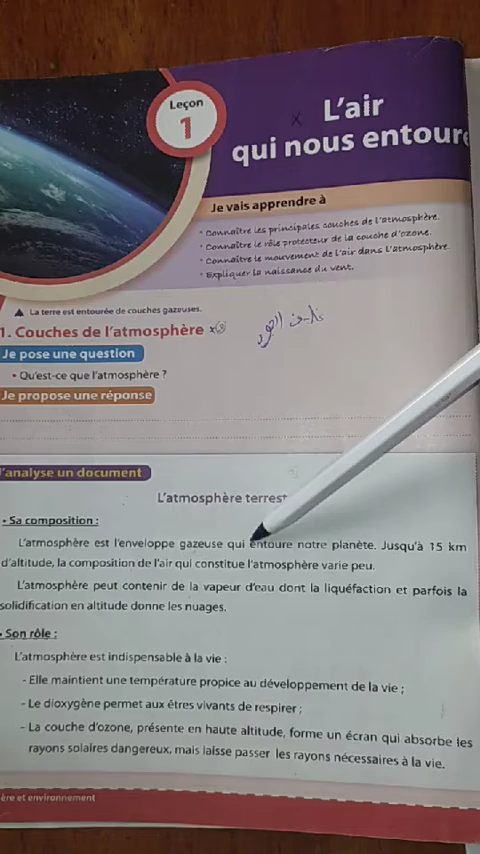 Leçon
1
L'air
qui nous entoure
Je vais apprendre à
• Connaître les principales couches de l'atmosphère.
• Connaître le rôle protecteur de la couche d'ozone.
• Connaître le mouvement de l'air dans l'atmosphère.
• Expliquer la naissance du vent.
▲ La terre est entourée de couches gazeuses.
1. Couches de l'atmosphère
Je pose une question
• Qu'est-ce que l'atmosphère ?
Je propose une réponse
J'analyse un document
L'atmosphère terrest
• Sa composition :
L'atmosphère est l'enveloppe gazeuse qui entoure notre planète. Jusqu'à 15 km
d'altitude, la composition de l'air qui constitue l'atmosphère varie peu.
L'atmosphère peut contenir de la vapeur d'eau dont la liquéfaction et parfois la
solidification en altitude donne les nuages.
• Son rôle :
L'atmosphère est indispensable à la vie :
- Elle maintient une température propice au développement de la vie ;
- Le dioxygène permet aux êtres vivants de respirer ;
- La couche d'ozone, présente en haute altitude, forme un écran qui absorbe les
rayons solaires dangereux, mais laisse passer les rayons nécessaires à la vie.
ère et environnement